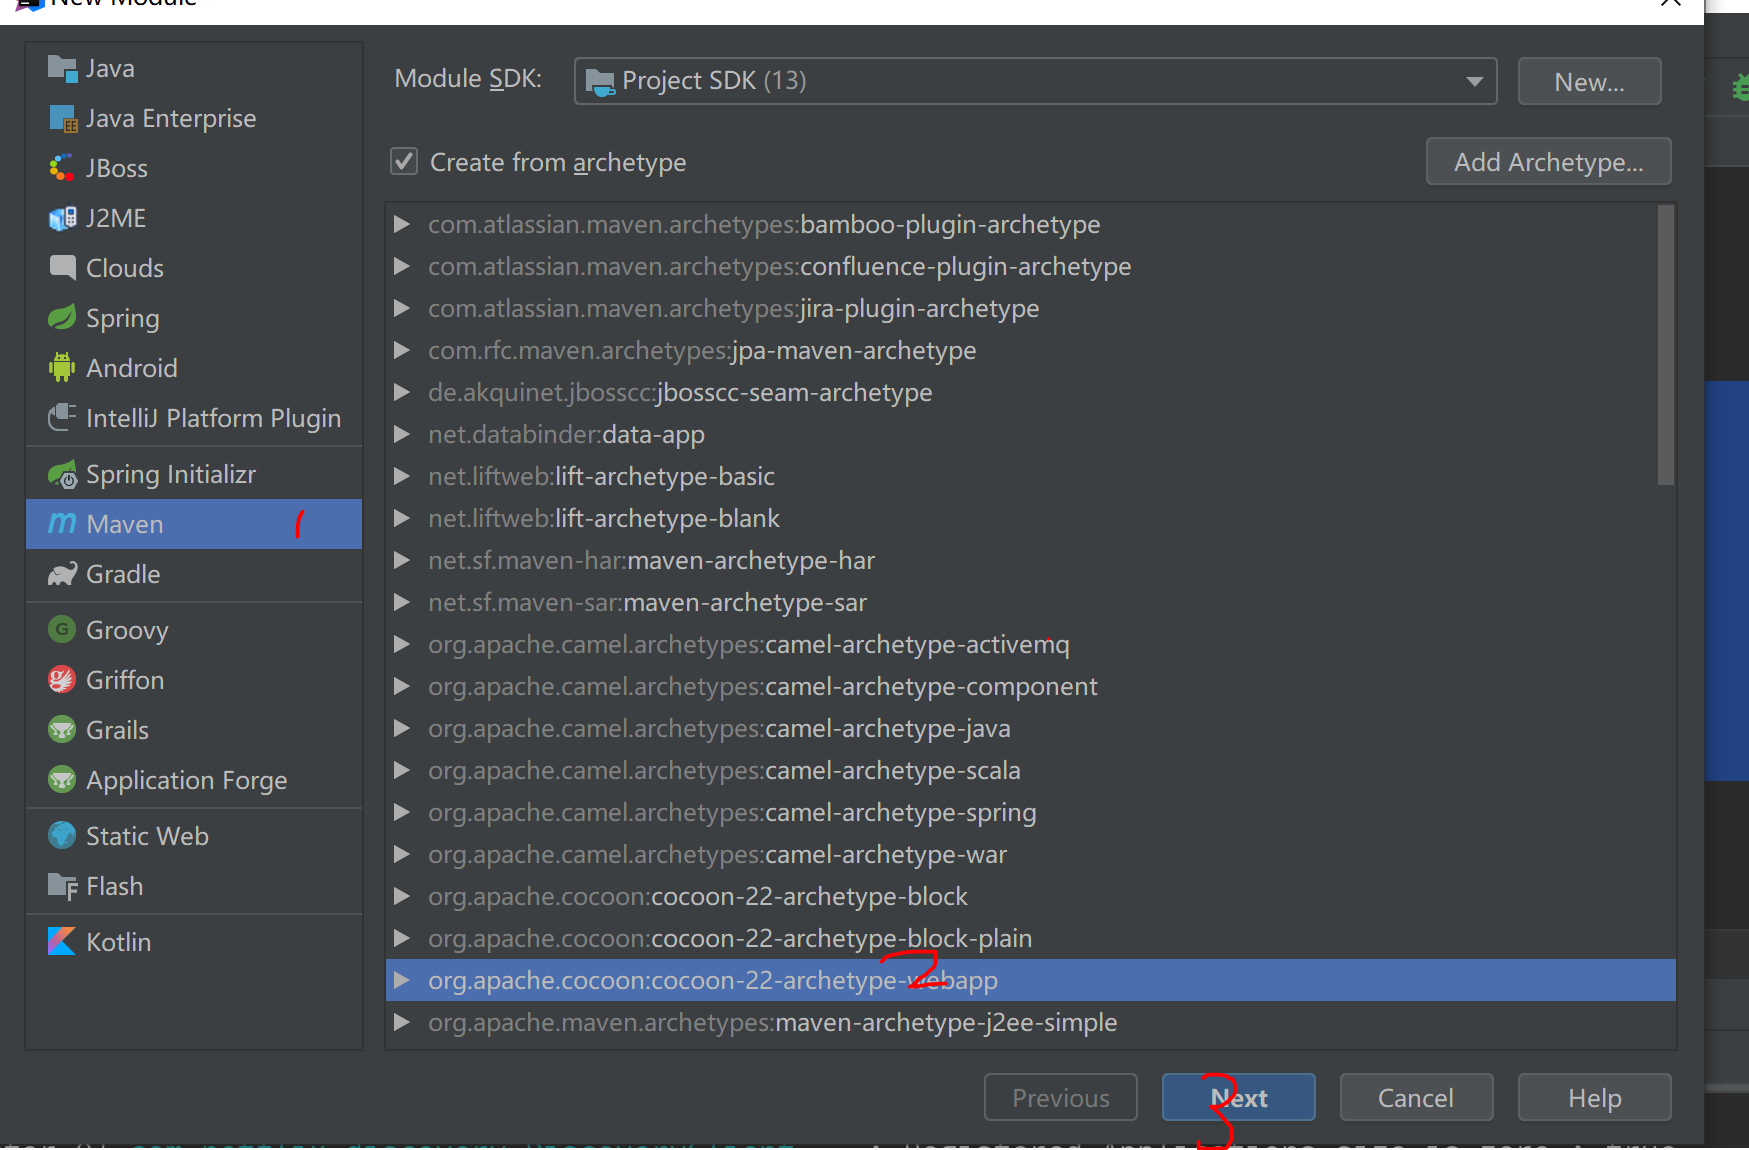 New Module
Java
Java Enterprise
JBoss
J2ME
Clouds
Spring
Android
IntelliJ Platform Plugin
Spring Initializr
Maven 1
Gradle
Groovy
Griffon
Grails
Application Forge
Static Web
Flash
Kotlin
Module SDK: Project SDK (13) New...
Create from archetype Add Archetype...
com.atlassian.maven.archetypes:bamboo-plugin-archetype
com.atlassian.maven.archetypes:confluence-plugin-archetype
com.atlassian.maven.archetypes:jira-plugin-archetype
com.rfc.maven.archetypes:jpa-maven-archetype
de.akquinet.jbosscc:jbosscc-seam-archetype
net.databinder:data-app
net.liftweb:lift-archetype-basic
net.liftweb:lift-archetype-blank
net.sf.maven-har:maven-archetype-har
net.sf.maven-sar:maven-archetype-sar
org.apache.camel.archetypes:camel-archetype-activemq
org.apache.camel.archetypes:camel-archetype-component
org.apache.camel.archetypes:camel-archetype-java
org.apache.camel.archetypes:camel-archetype-scala
org.apache.camel.archetypes:camel-archetype-spring
org.apache.camel.archetypes:camel-archetype-war
org.apache.cocoon:cocoon-22-archetype-block
org.apache.cocoon:cocoon-22-archetype-block-plain
2
org.apache.cocoon:cocoon-22-archetype-webapp
org.apache.maven.archetypes:maven-archetype-j2ee-simple
Previous Next Cancel Help
3